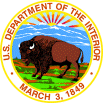 U.S. DEPARTMENT OF THE INTERIOR
MARCH 3, 1849